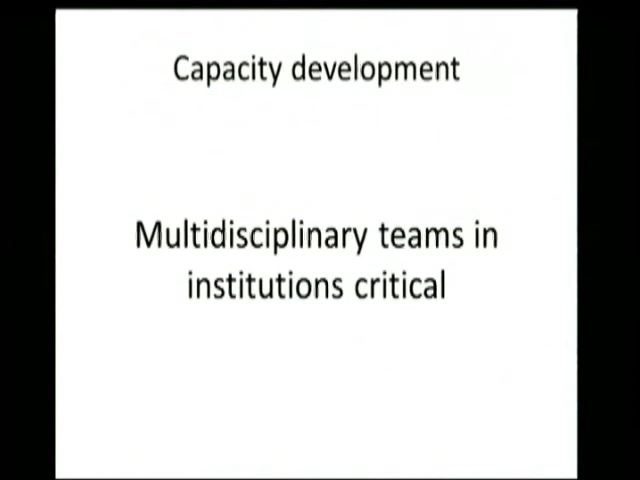 Capacity development
Multidisciplinary teams in
institutions critical